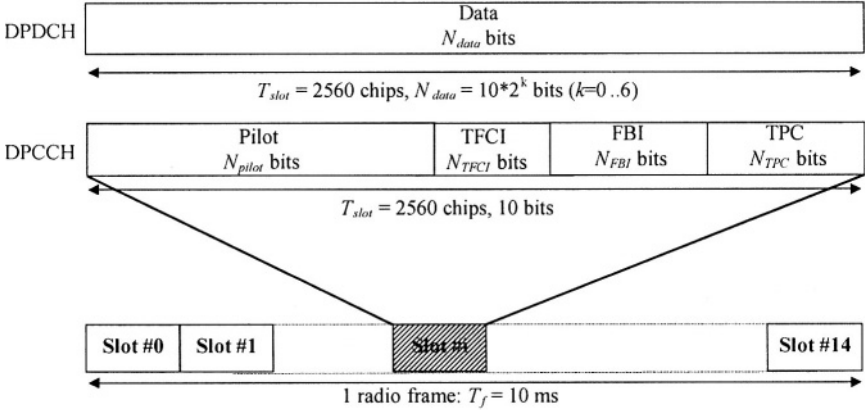 Data
DPDCH
N_data bits
T_slot = 2560 chips, N_data = 10*2^k bits (k=0 ..6)
Pilot TFCI FBI TPC
DPCCH
N_pilot bits N_TFCI bits N_FBI bits N_TPC bits
T_slot = 2560 chips, 10 bits
Slot #0 Slot #1 Slot #i Slot #14
1 radio frame: T_f = 10 ms